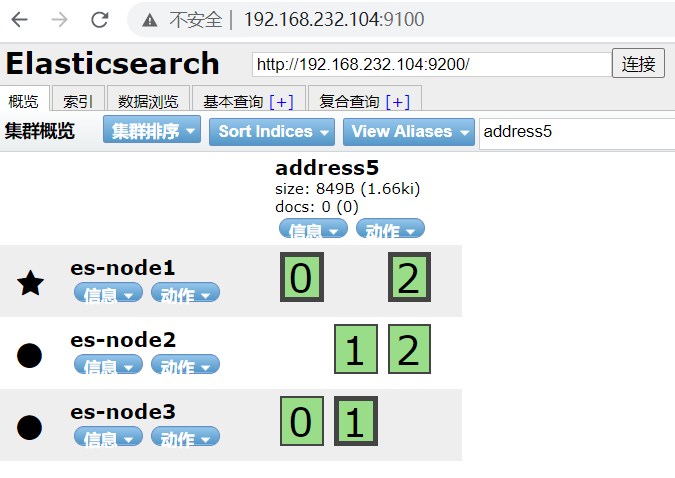 不安全 | 192.168.232.104:9100
Elasticsearch http://192.168.232.104:9200/ 连接
概览 索引 数据浏览 基本查询 [+] 复合查询 [+]
集群概览 集群排序 Sort Indices View Aliases address5
address5
size: 849B (1.66ki)
docs: 0 (0)
信息 动作
es-node1 0 2
信息 动作
es-node2 1 2
信息 动作
es-node3 0 1
信息 动作